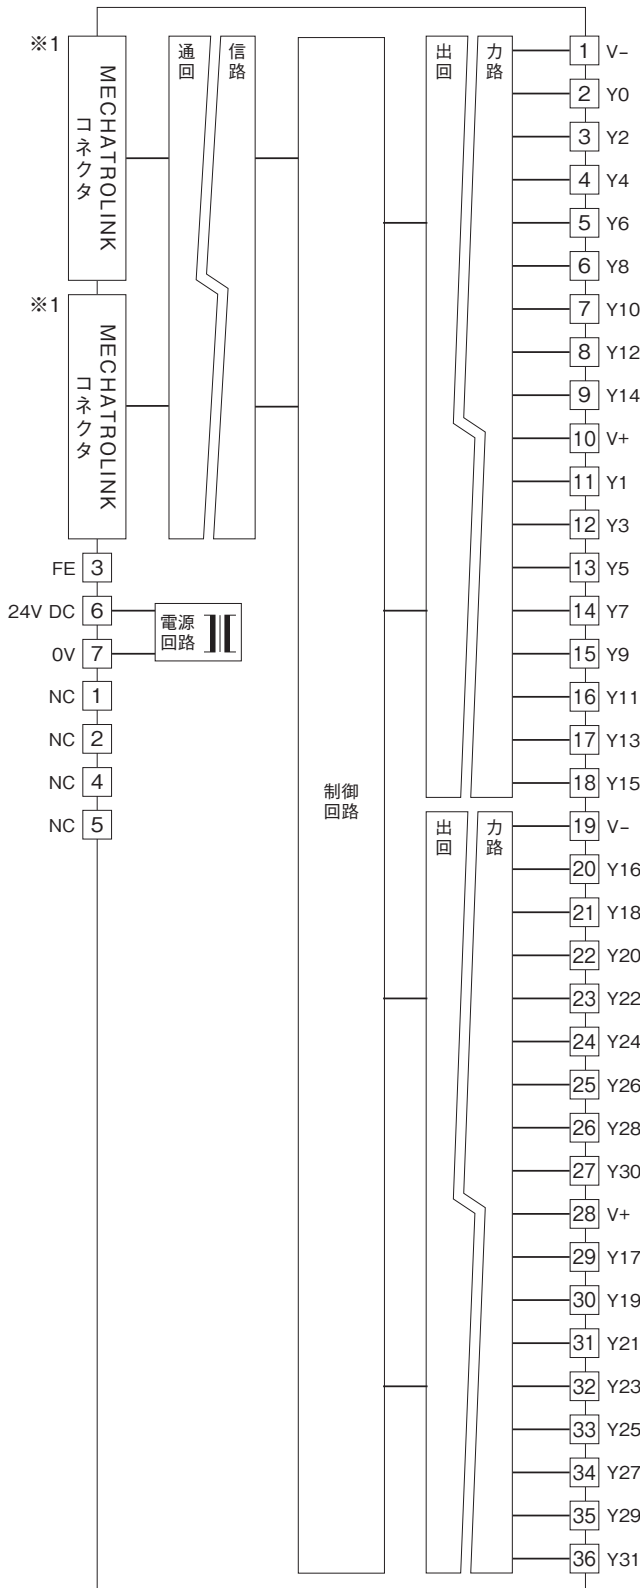 ※1
MECHATROLINK
コネクタ
※1
MECHATROLINK
コネクタ
FE 3
24V DC 6
0V 7
NC 1
NC 2
NC 4
NC 5
電源
回路
通信
回路
制御
回路
出力
回路
出力
回路
1 V−
2 Y0
3 Y2
4 Y4
5 Y6
6 Y8
7 Y10
8 Y12
9 Y14
10 V+
11 Y1
12 Y3
13 Y5
14 Y7
15 Y9
16 Y11
17 Y13
18 Y15
19 V−
20 Y16
21 Y18
22 Y20
23 Y22
24 Y24
25 Y26
26 Y28
27 Y30
28 V+
29 Y17
30 Y19
31 Y21
32 Y23
33 Y25
34 Y27
35 Y29
36 Y31